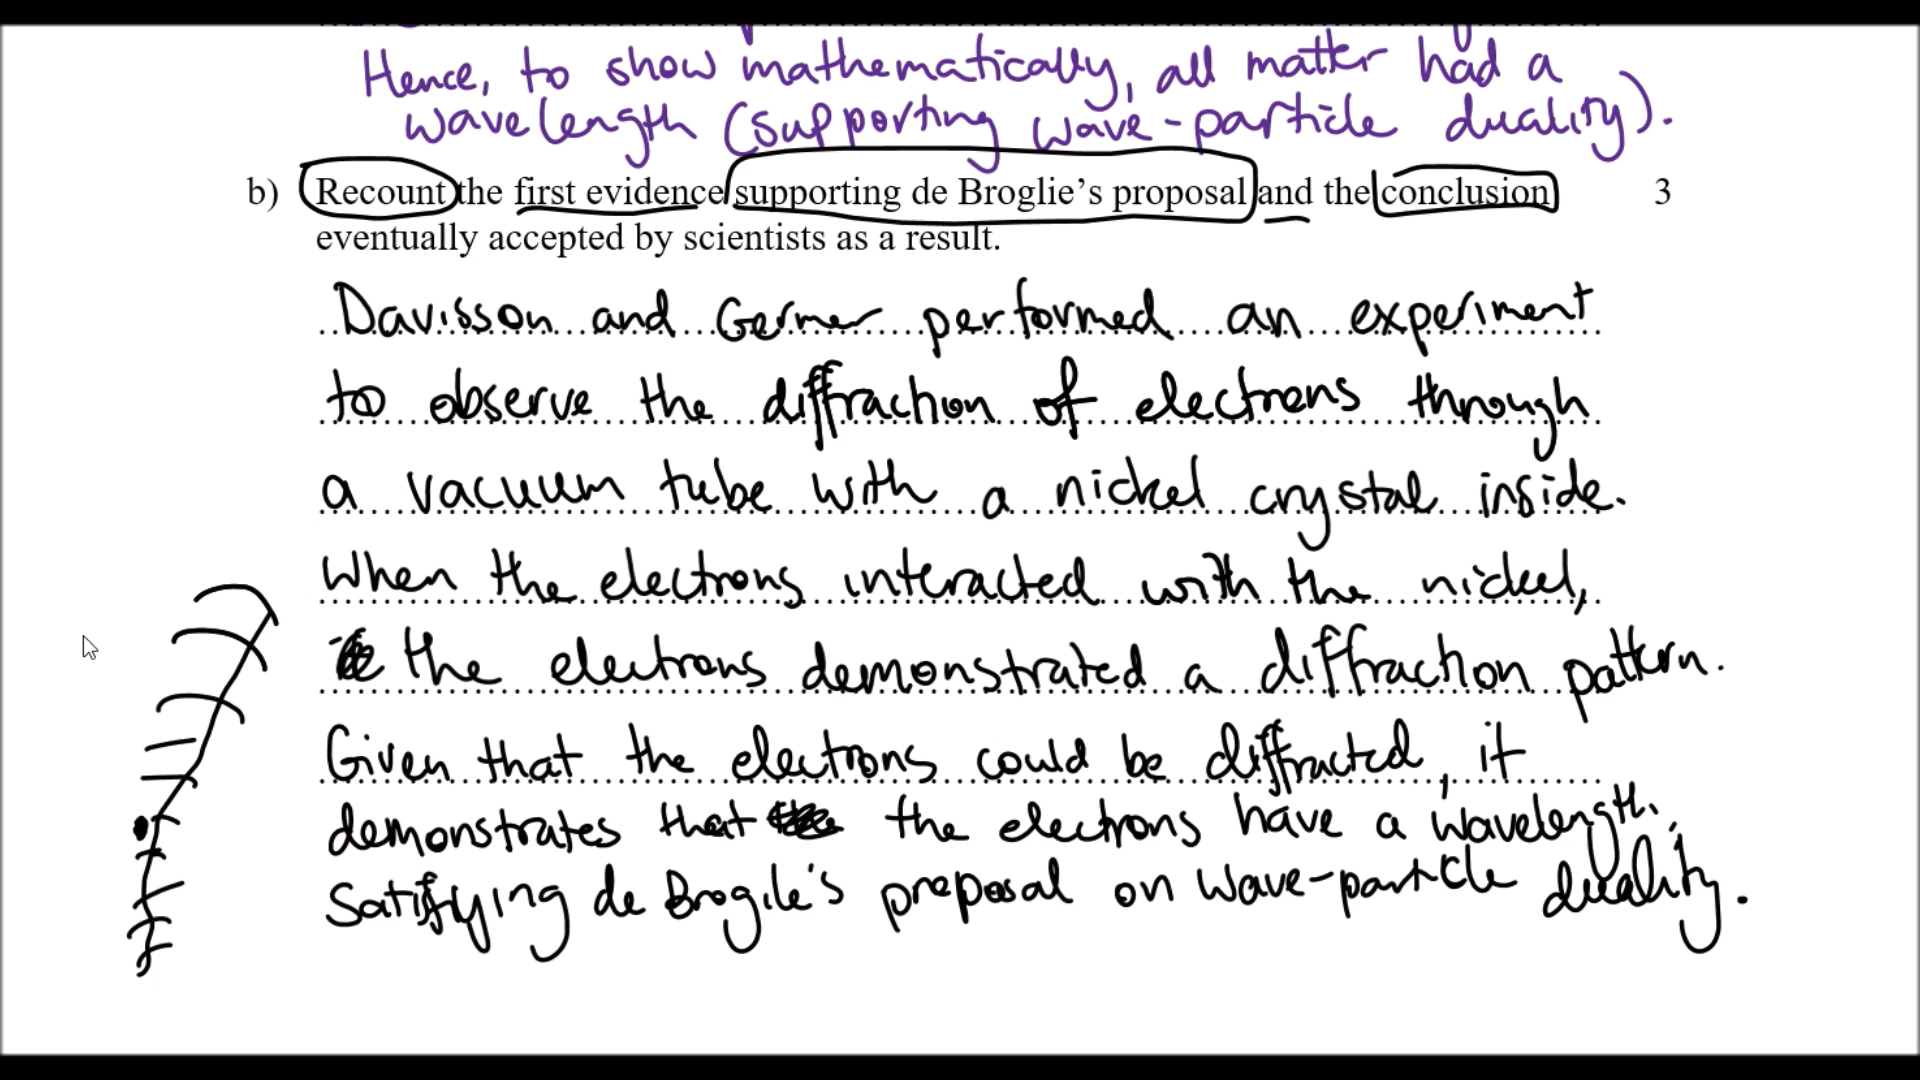 Hence, to show mathematically, all matter had a
wavelength (supporting wave-particle duality).
b) Recount the first evidence supporting de Broglie's proposal and the conclusion 3
eventually accepted by scientists as a result.
Davisson and Germer performed an experiment
to observe the diffraction of electrons through
a vacuum tube with a nickel crystal inside.
When the electrons interacted with the nickel,
the electrons demonstrated a diffraction pattern.
Given that the electrons could be diffracted, it
demonstrates that the electrons have a wavelength,
satisfying de Brogile's proposal on wave-particle duality.